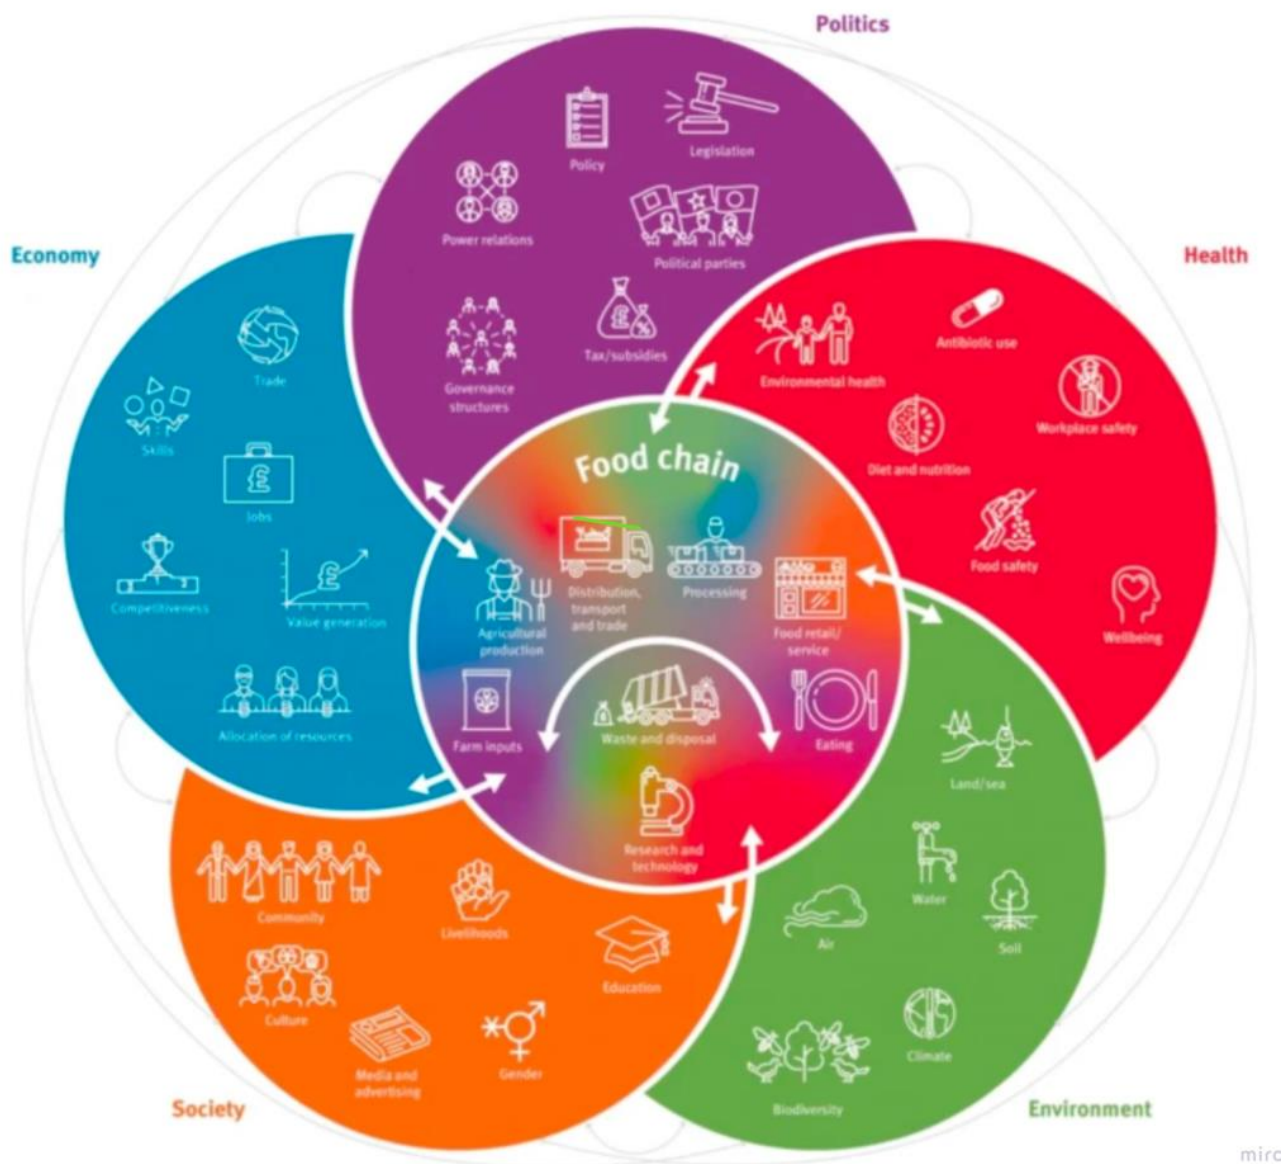 Politics
Policy
Legislation
Power relations
Political parties
Governance
structures
Tax/subsidies
Economy
Trade
Skills
£
Jobs
Competitiveness
£
Value generation
Allocation of resources
Health
Environmental health
Antibiotic use
Workplace safety
Diet and nutrition
Food safety
Wellbeing
£
%
Food chain
Distribution,
transport
and trade
Processing
Agricultural
production
Food retail/
service
Farm inputs
Waste and disposal
Eating
Research and
technology
Land/sea
Water
Air
Soil
Climate
Biodiversity
Environment
Community
Livelihoods
Education
Culture
Media and
advertising
Gender
Society
miro